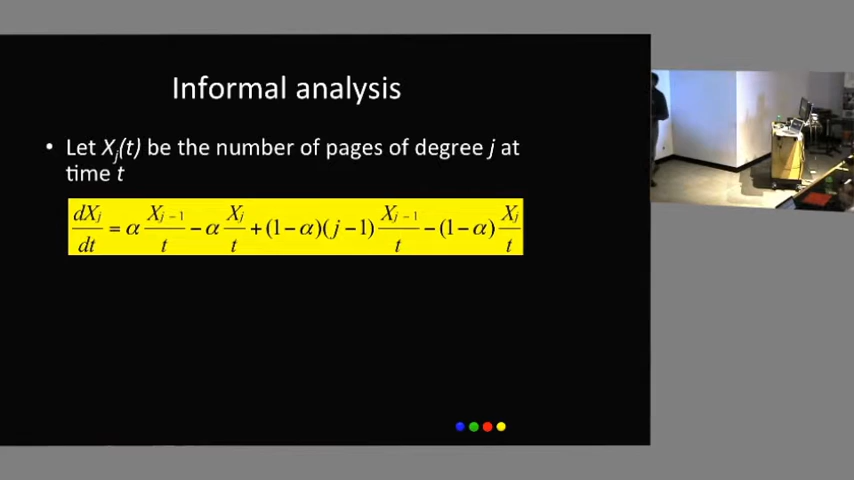 Informal analysis
• Let Xj(t) be the number of pages of degree j at
time t
dXj/dt = α Xj−1/t − α Xj/t + (1−α)(j−1) Xj−1/t − (1−α) Xj/t